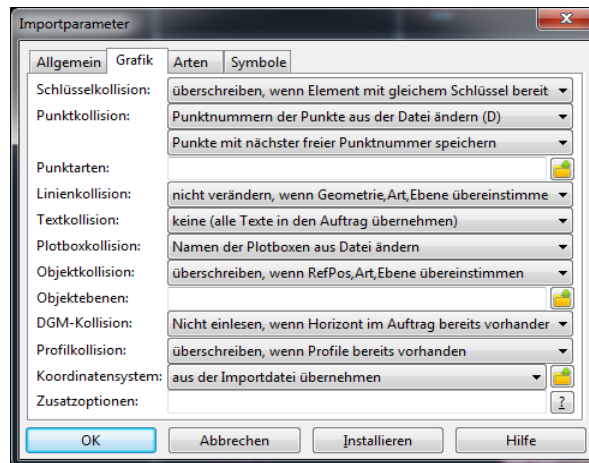 Importparameter
Allgemein Grafik Arten Symbole
Schlüsselkollision: überschreiben, wenn Element mit gleichem Schlüssel bereit
Punktkollision: Punktnummern der Punkte aus der Datei ändern (D)
Punkte mit nächster freier Punktnummer speichern
Punktarten:
Linienkollision: nicht verändern, wenn Geometrie,Art,Ebene übereinstimme
Textkollision: keine (alle Texte in den Auftrag übernehmen)
Plotboxkollision: Namen der Plotboxen aus Datei ändern
Objektkollision: überschreiben, wenn RefPos,Art,Ebene übereinstimmen
Objektebenen:
DGM-Kollision: Nicht einlesen, wenn Horizont im Auftrag bereits vorhander
Profilkollision: überschreiben, wenn Profile bereits vorhanden
Koordinatensystem: aus der Importdatei übernehmen
Zusatzoptionen: ?
OK Abbrechen Installieren Hilfe